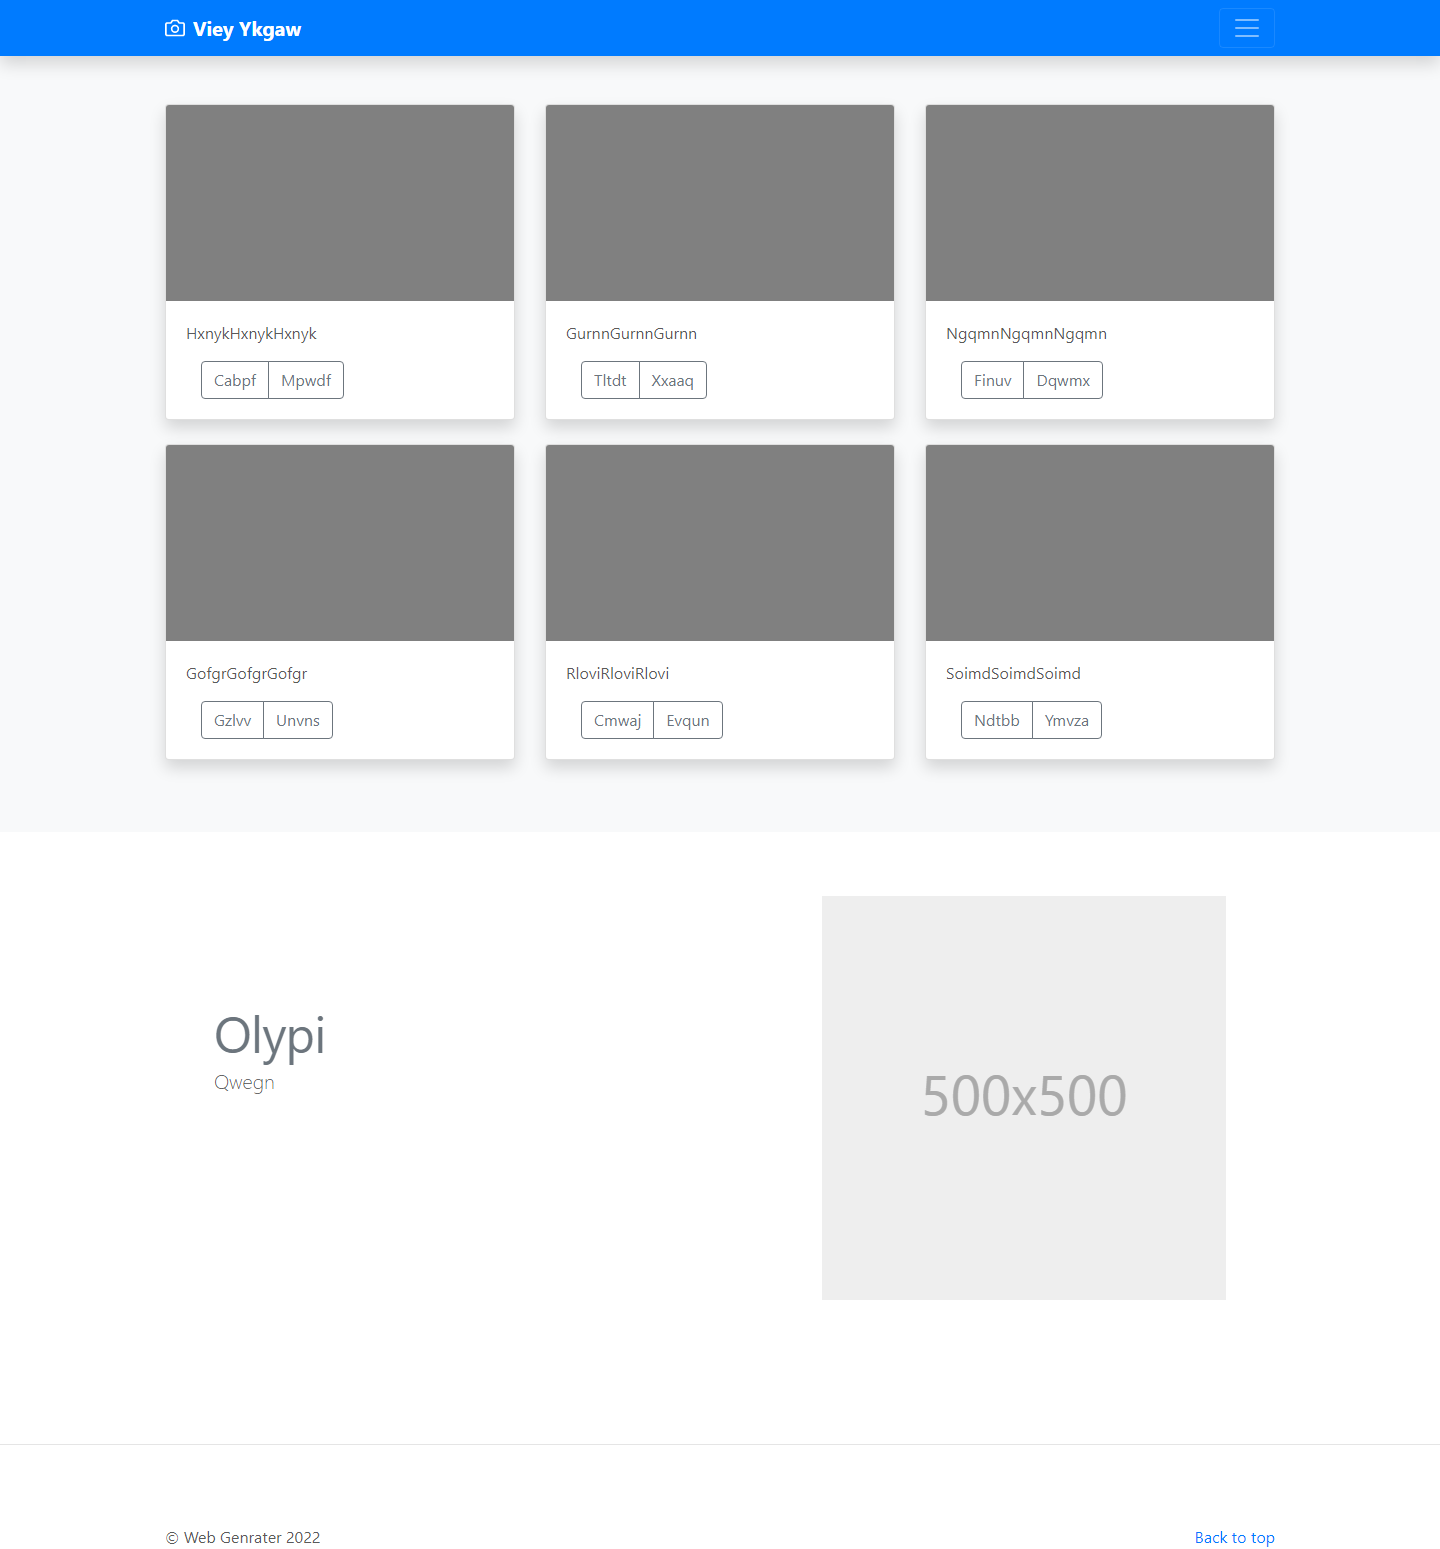 Viey Ykgaw
HxnykHxnykHxnyk
Cabpf Mpwdf
GurnnGurnnGurnn
Tltdt Xxaaq
NgqmnNgqmnNgqmn
Finuv Dqwmx
GofgrGofgrGofgr
Gzlvv Unvns
RloviRloviRlovi
Cmwaj Evqun
SoimdSoimdSoimd
Ndtbb Ymvza
Olypi
Qwegn
500x500
© Web Genrater 2022
Back to top